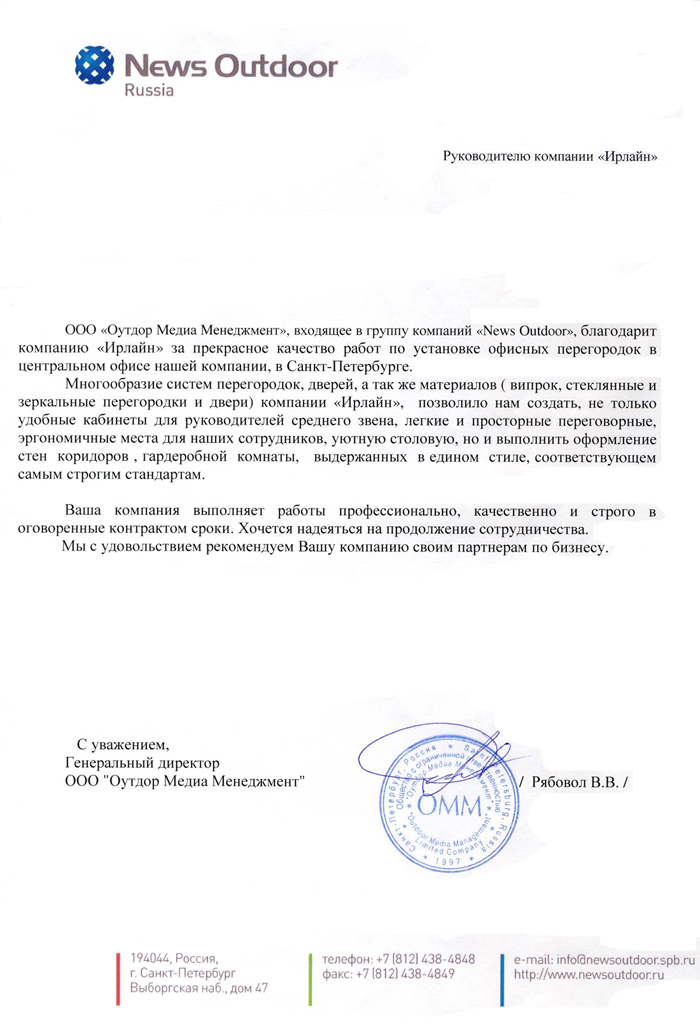 News Outdoor
Russia
Руководителю компании «Ирлайн»
ООО «Оутдор Медиа Менеджмент», входящее в группу компаний «News Outdoor», благодарит
компанию «Ирлайн» за прекрасное качество работ по установке офисных перегородок в
центральном офисе нашей компании, в Санкт-Петербурге.
Многообразие систем перегородок, дверей, а так же материалов ( випрок, стеклянные и
зеркальные перегородки и двери) компании «Ирлайн», позволило нам создать, не только
удобные кабинеты для руководителей среднего звена, легкие и просторные переговорные,
эргономичные места для наших сотрудников, уютную столовую, но и выполнить оформление
стен коридоров , гардеробной комнаты, выдержанных в едином стиле, соответствующем
самым строгим стандартам.
Ваша компания выполняет работы профессионально, качественно и строго в
оговоренные контрактом сроки. Хочется надеяться на продолжение сотрудничества.
Мы с удовольствием рекомендуем Вашу компанию своим партнерам по бизнесу.
С уважением,
Генеральный директор
ООО "Оутдор Медиа Менеджмент"
/ Рябовол В.В. /
Санкт-Петербург, Россия * Saint-Petersburg, Russia *
Общество с ограниченной ответственностью
"Оутдор Медиа Менеджмент"
ОММ
"Outdoor Media Management"
Limited Company
* 1997 *
194044, Россия,
г. Санкт-Петербург
Выборгская наб., дом 47
телефон: +7 (812) 438-4848
факс: +7 (812) 438-4849
e-mail: info@newsoutdoor.spb.ru
http://www.newsoutdoor.ru